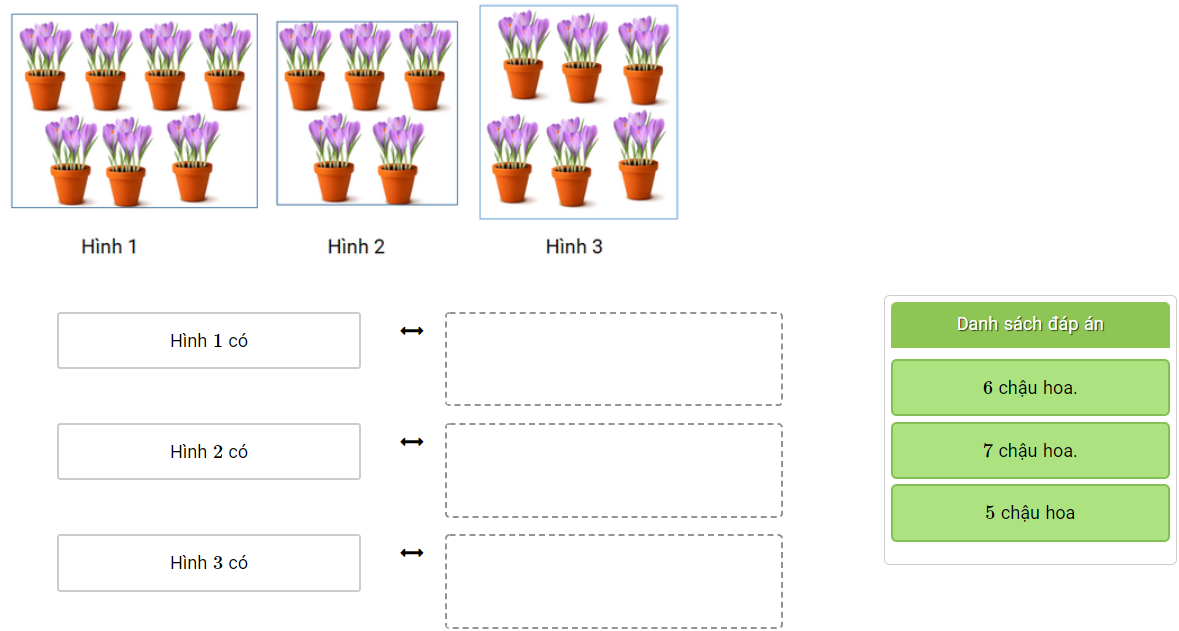 Hình 1
Hình 2
Hình 3
Hình 1 có
Hình 2 có
Hình 3 có
Danh sách đáp án
6 chậu hoa.
7 chậu hoa.
5 chậu hoa